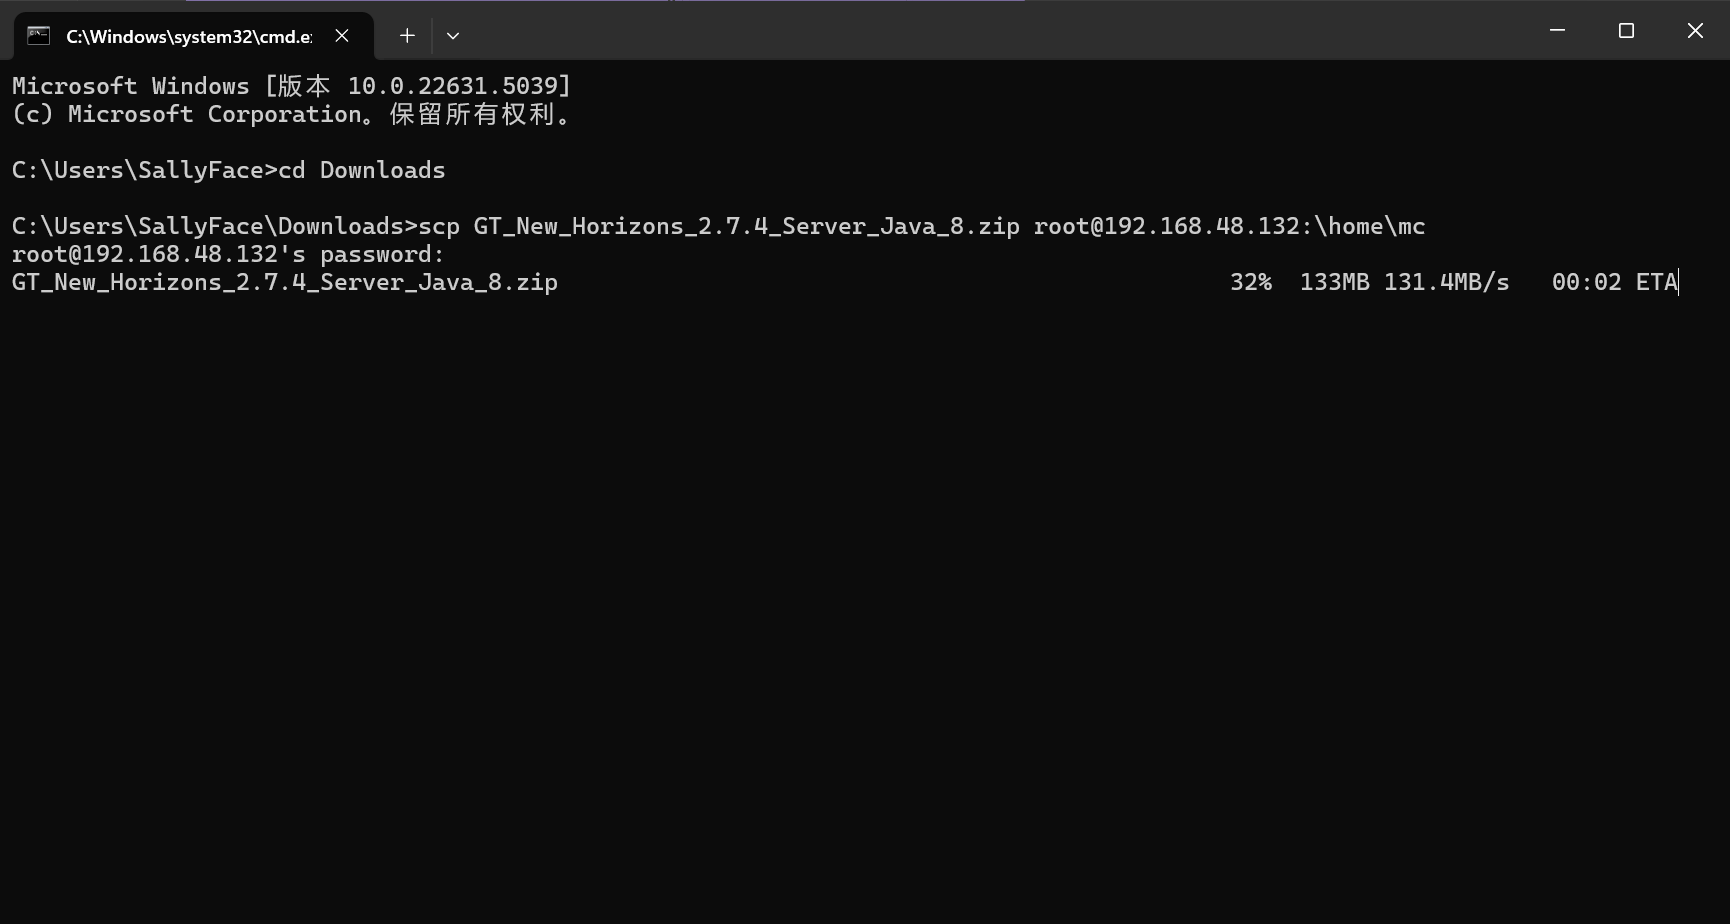 C:\Windows\system32\cmd.e
Microsoft Windows [版本 10.0.22631.5039]
(c) Microsoft Corporation。保留所有权利。
C:\Users\SallyFace>cd Downloads
C:\Users\SallyFace\Downloads>scp GT_New_Horizons_2.7.4_Server_Java_8.zip root@192.168.48.132:\home\mc
root@192.168.48.132's password:
GT_New_Horizons_2.7.4_Server_Java_8.zip 32% 133MB 131.4MB/s 00:02 ETA